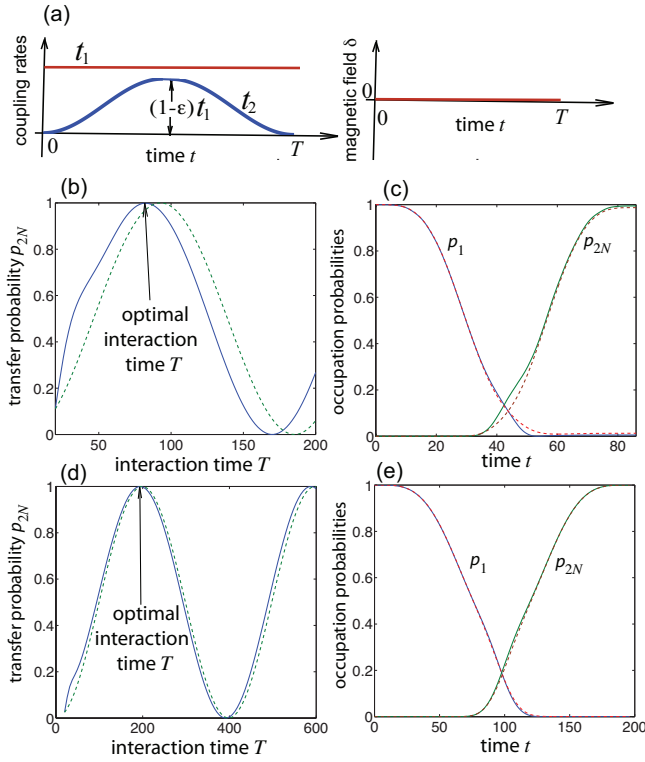 (a)
coupling rates
t1
(1-ε)t1
t2
0
time t
T
magnetic field δ
0
time t
T
(b)
transfer probability p2N
1
0.8
0.6
0.4
0.2
0
optimal
interaction
time T
50
100
150
200
interaction time T
(c)
occupation probabilities
1
0.8
0.6
0.4
0.2
0
p1
p2N
0
20
40
60
80
time t
(d)
transfer probability p2N
1
0.8
0.6
0.4
0.2
0
optimal
interaction
time T
0
200
400
600
interaction time T
(e)
occupation probabilities
1
0.8
0.6
0.4
0.2
0
p1
p2N
0
50
100
150
200
time t